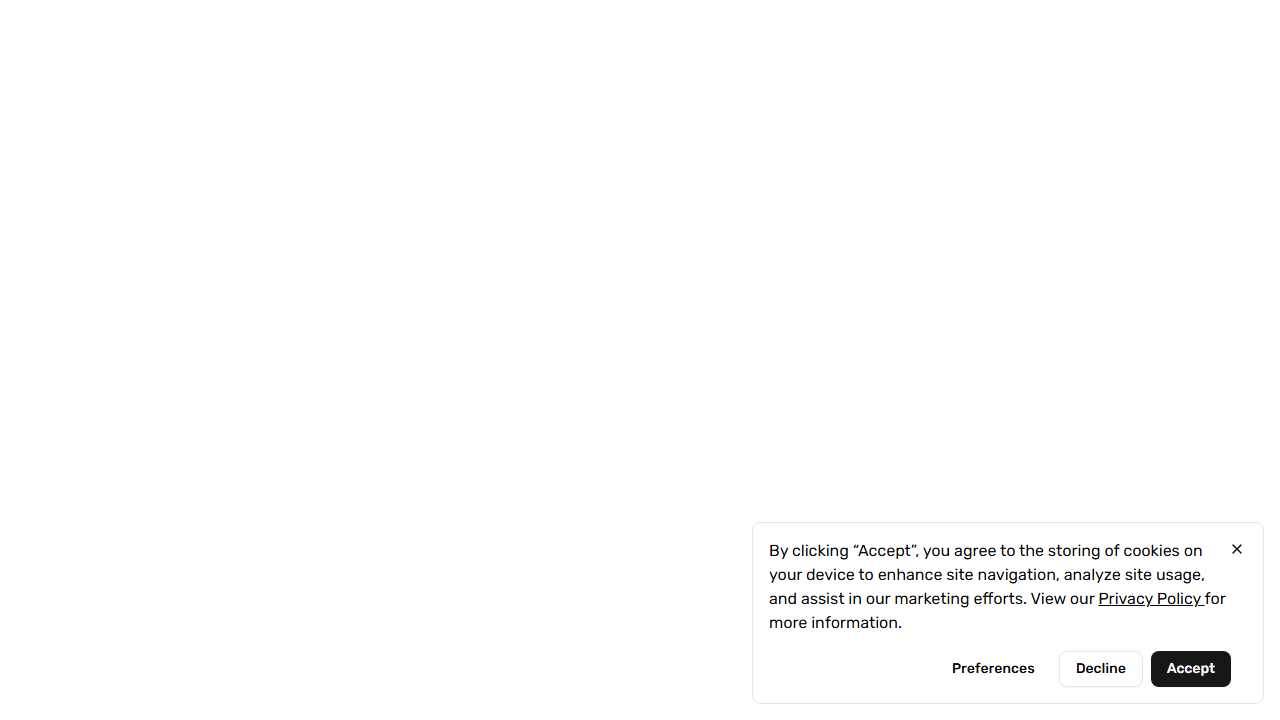 By clicking “Accept”, you agree to the storing of cookies on
your device to enhance site navigation, analyze site usage,
and assist in our marketing efforts. View our Privacy Policy for
more information.
Preferences
Decline
Accept